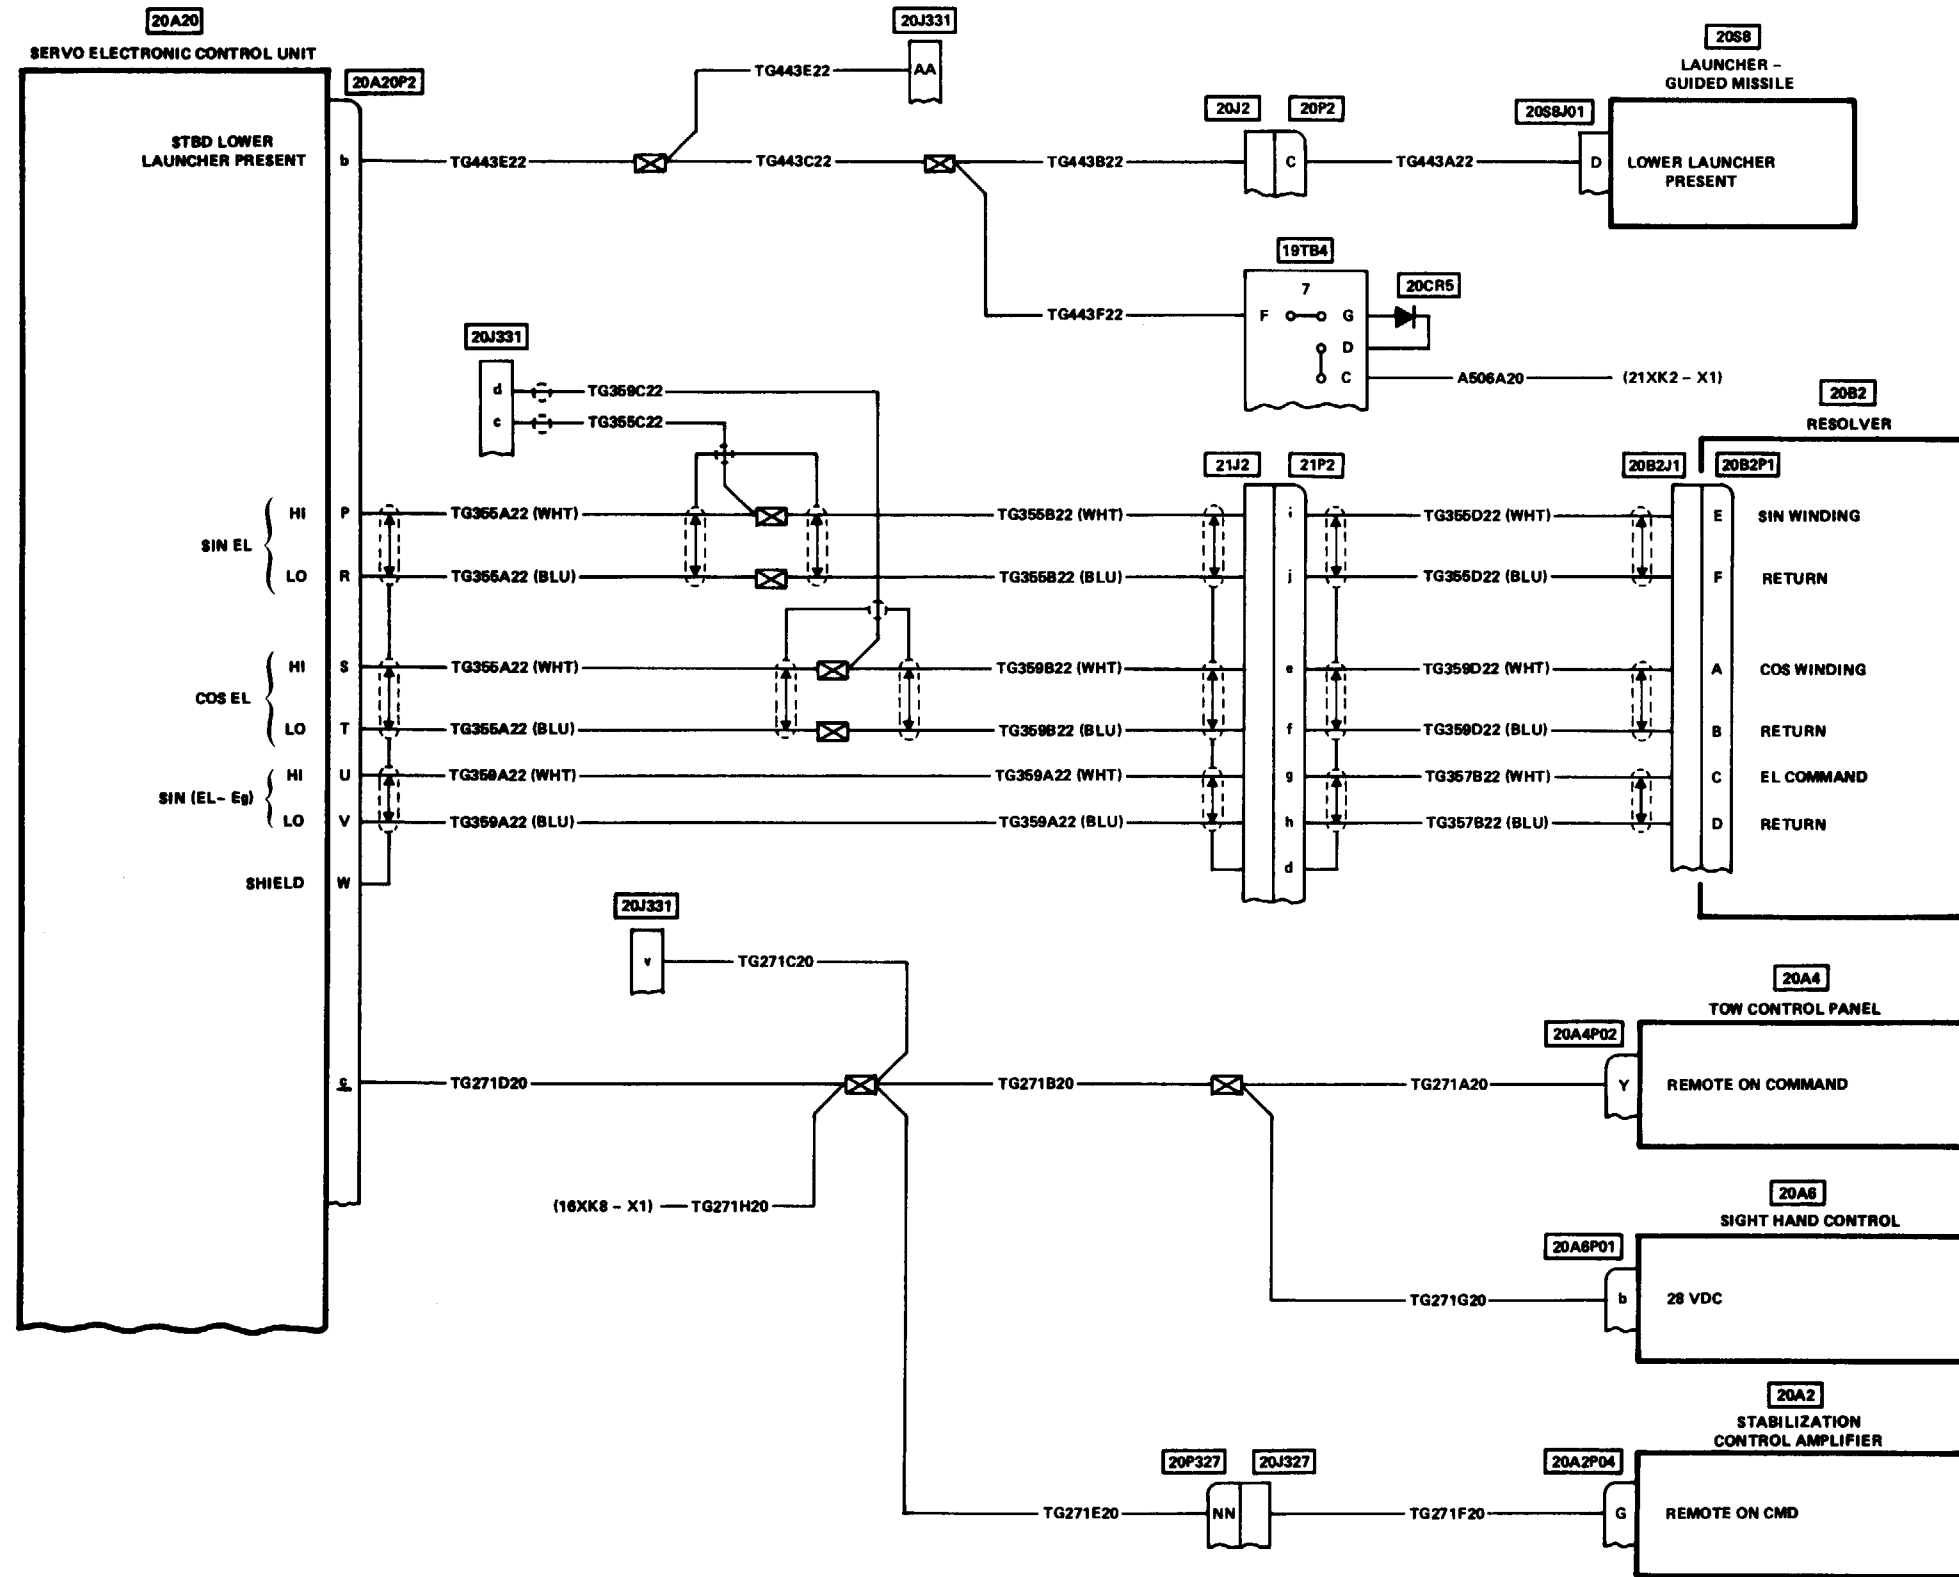 20A20
SERVO ELECTRONIC CONTROL UNIT
20A20P2
20J331
AA
TG443E22
20S8
LAUNCHER –
GUIDED MISSILE
20J2
20P2
20S8J01
STBD LOWER
LAUNCHER PRESENT
b
TG443E22
TG443C22
TG443B22
C
TG443A22
D
LOWER LAUNCHER
PRESENT
19TB4
7
20CR5
TG443F22
F
G
D
C
A506A20
(21XK2 – X1)
20J331
d
TG359C22
c
TG355C22
20B2
RESOLVER
21J2
21P2
20B2J1
20B2P1
SIN EL
HI
P
TG355A22 (WHT)
TG355B22 (WHT)
i
TG355D22 (WHT)
E
SIN WINDING
LO
R
TG355A22 (BLU)
TG355B22 (BLU)
j
TG355D22 (BLU)
F
RETURN
COS EL
HI
S
TG355A22 (WHT)
TG359B22 (WHT)
e
TG359D22 (WHT)
A
COS WINDING
LO
T
TG355A22 (BLU)
TG359B22 (BLU)
f
TG359D22 (BLU)
B
RETURN
SIN (EL– Eg)
HI
U
TG359A22 (WHT)
TG359A22 (WHT)
g
TG357B22 (WHT)
C
EL COMMAND
LO
V
TG359A22 (BLU)
TG359A22 (BLU)
h
TG357B22 (BLU)
D
RETURN
d
SHIELD
W
20J331
v
TG271C20
20A4
TOW CONTROL PANEL
20A4P02
c
TG271D20
TG271B20
TG271A20
Y
REMOTE ON COMMAND
(16XK8 – X1)
TG271H20
20A6
SIGHT HAND CONTROL
20A6P01
TG271G20
b
28 VDC
20A2
STABILIZATION
CONTROL AMPLIFIER
20P327
20J327
20A2P04
TG271E20
NN
TG271F20
G
REMOTE ON CMD